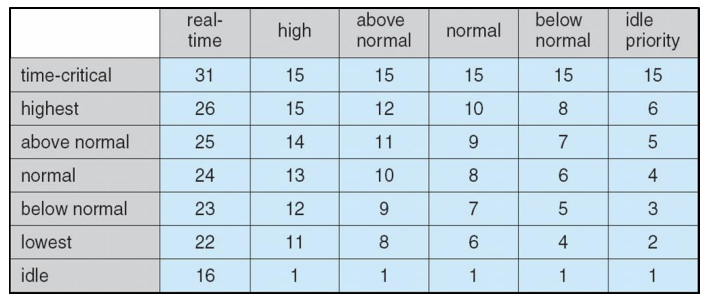 real-time high above normal normal below normal idle priority
time-critical 31 15 15 15 15 15
highest 26 15 12 10 8 6
above normal 25 14 11 9 7 5
normal 24 13 10 8 6 4
below normal 23 12 9 7 5 3
lowest 22 11 8 6 4 2
idle 16 1 1 1 1 1